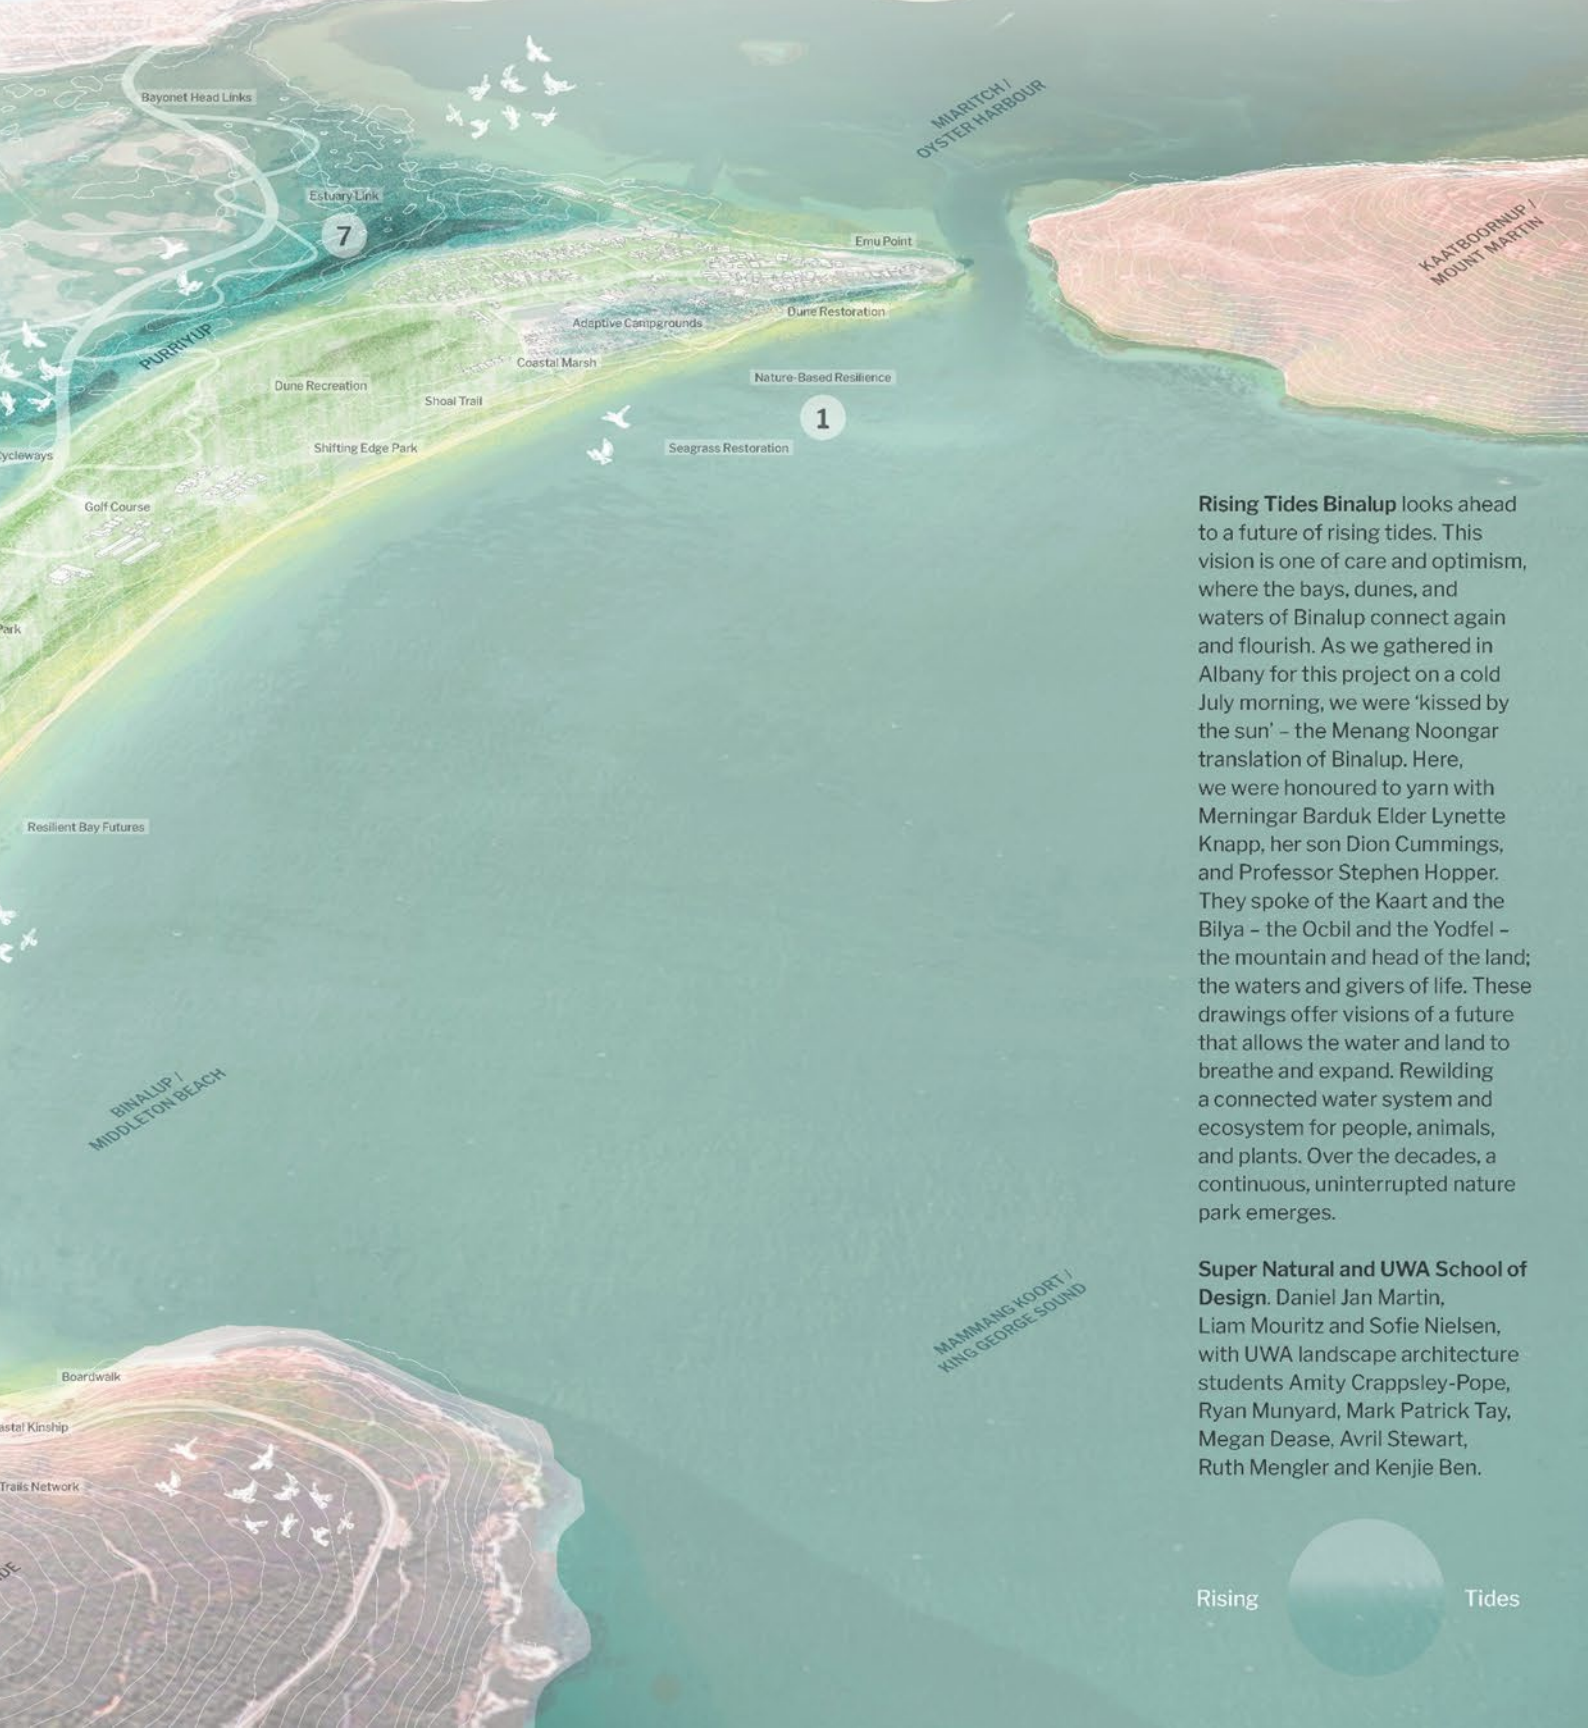 Bayonet Head Links
MIARITCH /
OYSTER HARBOUR
Estuary Link
7
KAATBOORNUP /
MOUNT MARTIN
Emu Point
Dune Restoration
Adaptive Campgrounds
PURRIYUP
Coastal Marsh
Nature-Based Resilience
1
Dune Recreation
Shoal Trail
Shifting Edge Park
Seagrass Restoration
ycleways
Golf Course
Park
Resilient Bay Futures
Rising Tides Binalup looks ahead
to a future of rising tides. This
vision is one of care and optimism,
where the bays, dunes, and
waters of Binalup connect again
and flourish. As we gathered in
Albany for this project on a cold
July morning, we were ‘kissed by
the sun’ – the Menang Noongar
translation of Binalup. Here,
we were honoured to yarn with
Merningar Barduk Elder Lynette
Knapp, her son Dion Cummings,
and Professor Stephen Hopper.
They spoke of the Kaart and the
Bilya – the Ocbil and the Yodfel –
the mountain and head of the land;
the waters and givers of life. These
drawings offer visions of a future
that allows the water and land to
breathe and expand. Rewilding
a connected water system and
ecosystem for people, animals,
and plants. Over the decades, a
continuous, uninterrupted nature
park emerges.
BINALUP /
MIDDLETON BEACH
MAMMANG KOORT /
KING GEORGE SOUND
Super Natural and UWA School of
Design. Daniel Jan Martin,
Liam Mouritz and Sofie Nielsen,
with UWA landscape architecture
students Amity Crappsley-Pope,
Ryan Munyard, Mark Patrick Tay,
Megan Dease, Avril Stewart,
Ruth Mengler and Kenjie Ben.
Boardwalk
astal Kinship
Trails Network
DE
Rising
Tides